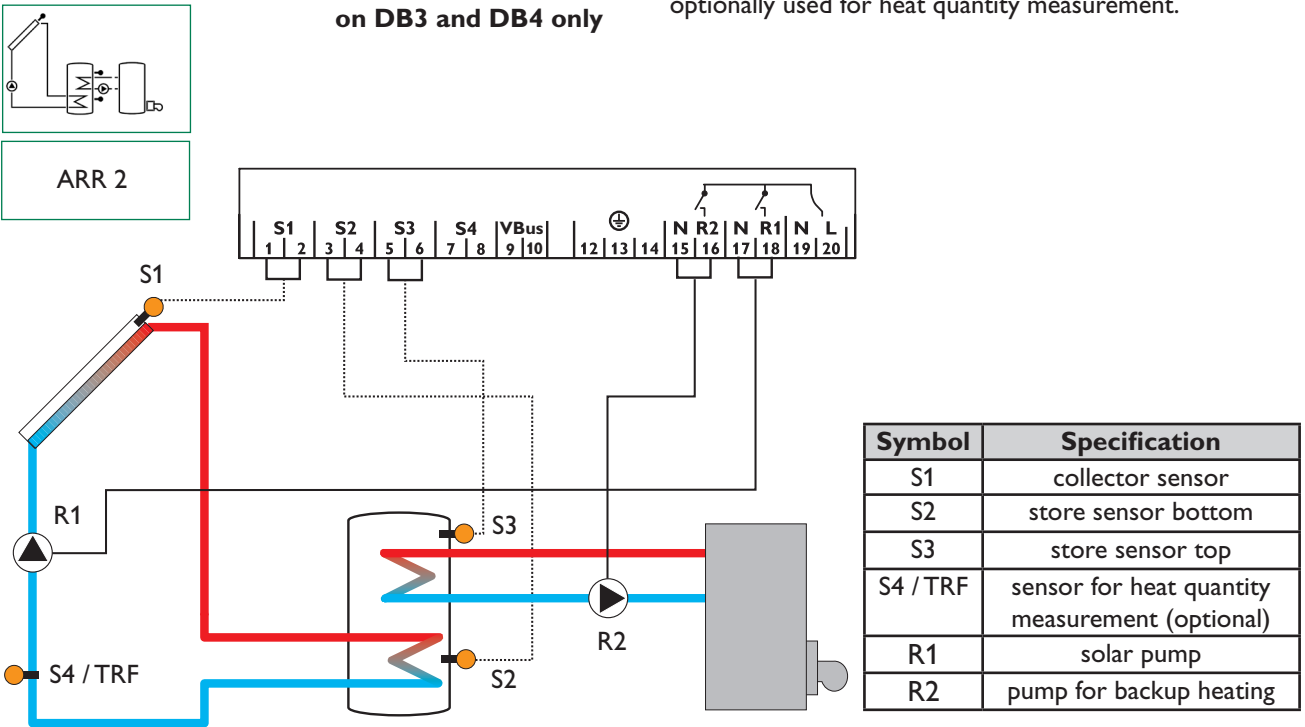 on DB3 and DB4 only
optionally used for heat quantity measurement.
ARR 2
S1 S2 S3 S4 VBus N R2 N R1 N L
1 2 3 4 5 6 7 8 9 10 12 13 14 15 16 17 18 19 20
S1
R1
S3
R2
S4 / TRF
S2
Symbol Specification
S1 collector sensor
S2 store sensor bottom
S3 store sensor top
S4 / TRF sensor for heat quantity
measurement (optional)
R1 solar pump
R2 pump for backup heating